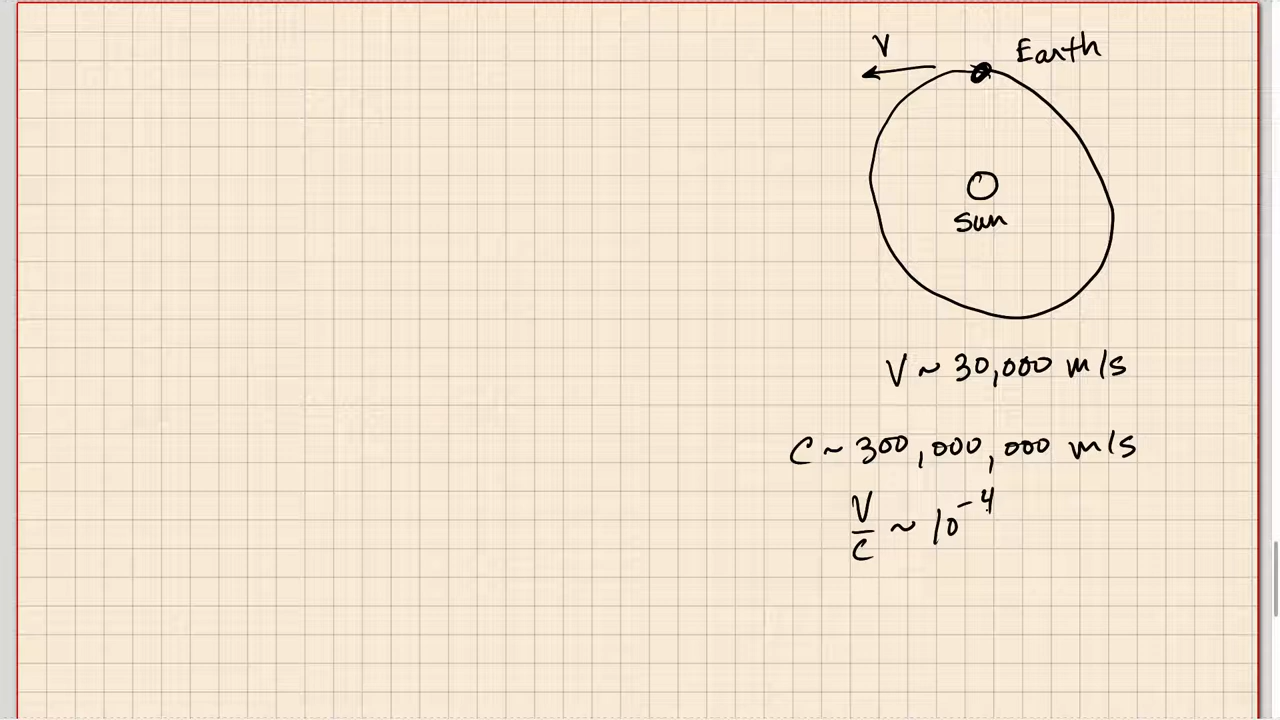 V
Earth
Sun
V ~ 30,000 m/s
C ~ 300,000,000 m/s
V/C ~ 10⁻⁴